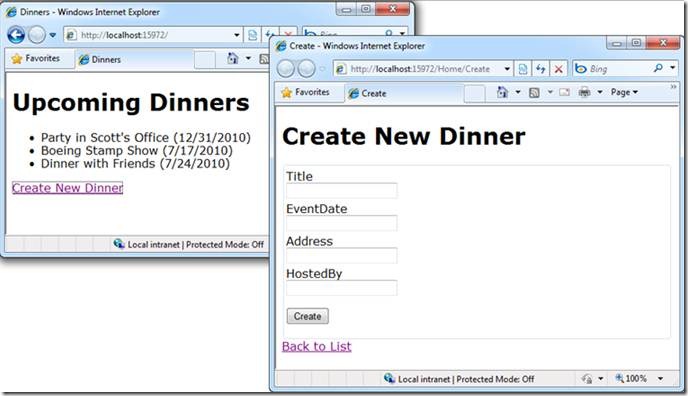 Dinners - Windows Internet Explorer
http://localhost:15972/
Bing
Favorites
Dinners
Upcoming Dinners
Party in Scott's Office (12/31/2010)
Boeing Stamp Show (7/17/2010)
Dinner with Friends (7/24/2010)
Create New Dinner
Local intranet | Protected Mode: Off
Create - Windows Internet Explorer
http://localhost:15972/Home/Create
Bing
Favorites
Create
Page
Create New Dinner
Title
EventDate
Address
HostedBy
Create
Back to List
Local intranet | Protected Mode: Off
100%